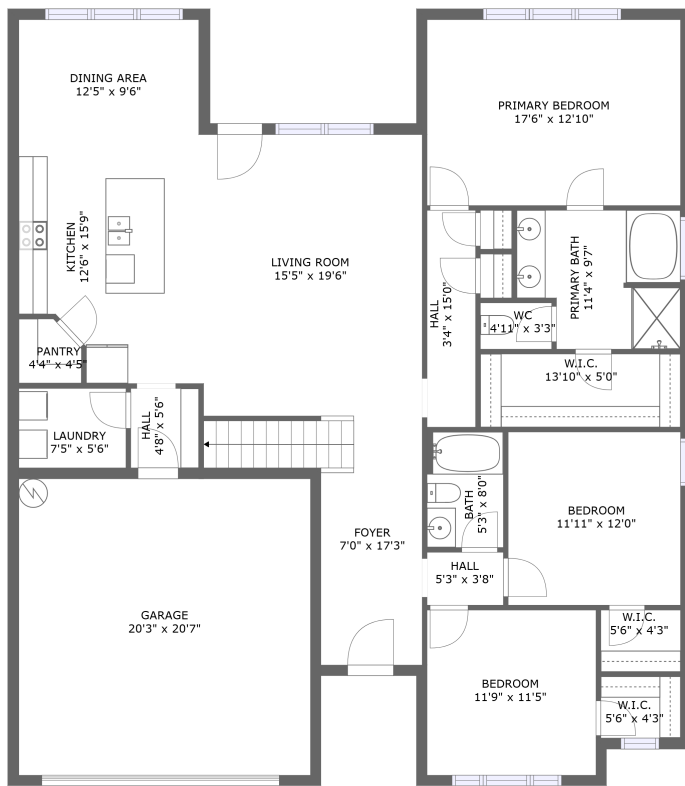 DINING AREA
12'5" x 9'6"
PRIMARY BEDROOM
17'6" x 12'10"
KITCHEN
12'6" x 15'9"
LIVING ROOM
15'5" x 19'6"
HALL
3'4" x 15'0"
PRIMARY BATH
11'4" x 9'7"
WC
4'11" x 3'3"
PANTRY
4'4" x 4'5"
W.I.C.
13'10" x 5'0"
LAUNDRY
7'5" x 5'6"
HALL
4'8" x 5'6"
BATH
5'3" x 8'0"
BEDROOM
11'11" x 12'0"
FOYER
7'0" x 17'3"
HALL
5'3" x 3'8"
GARAGE
20'3" x 20'7"
W.I.C.
5'6" x 4'3"
BEDROOM
11'9" x 11'5"
W.I.C.
5'6" x 4'3"